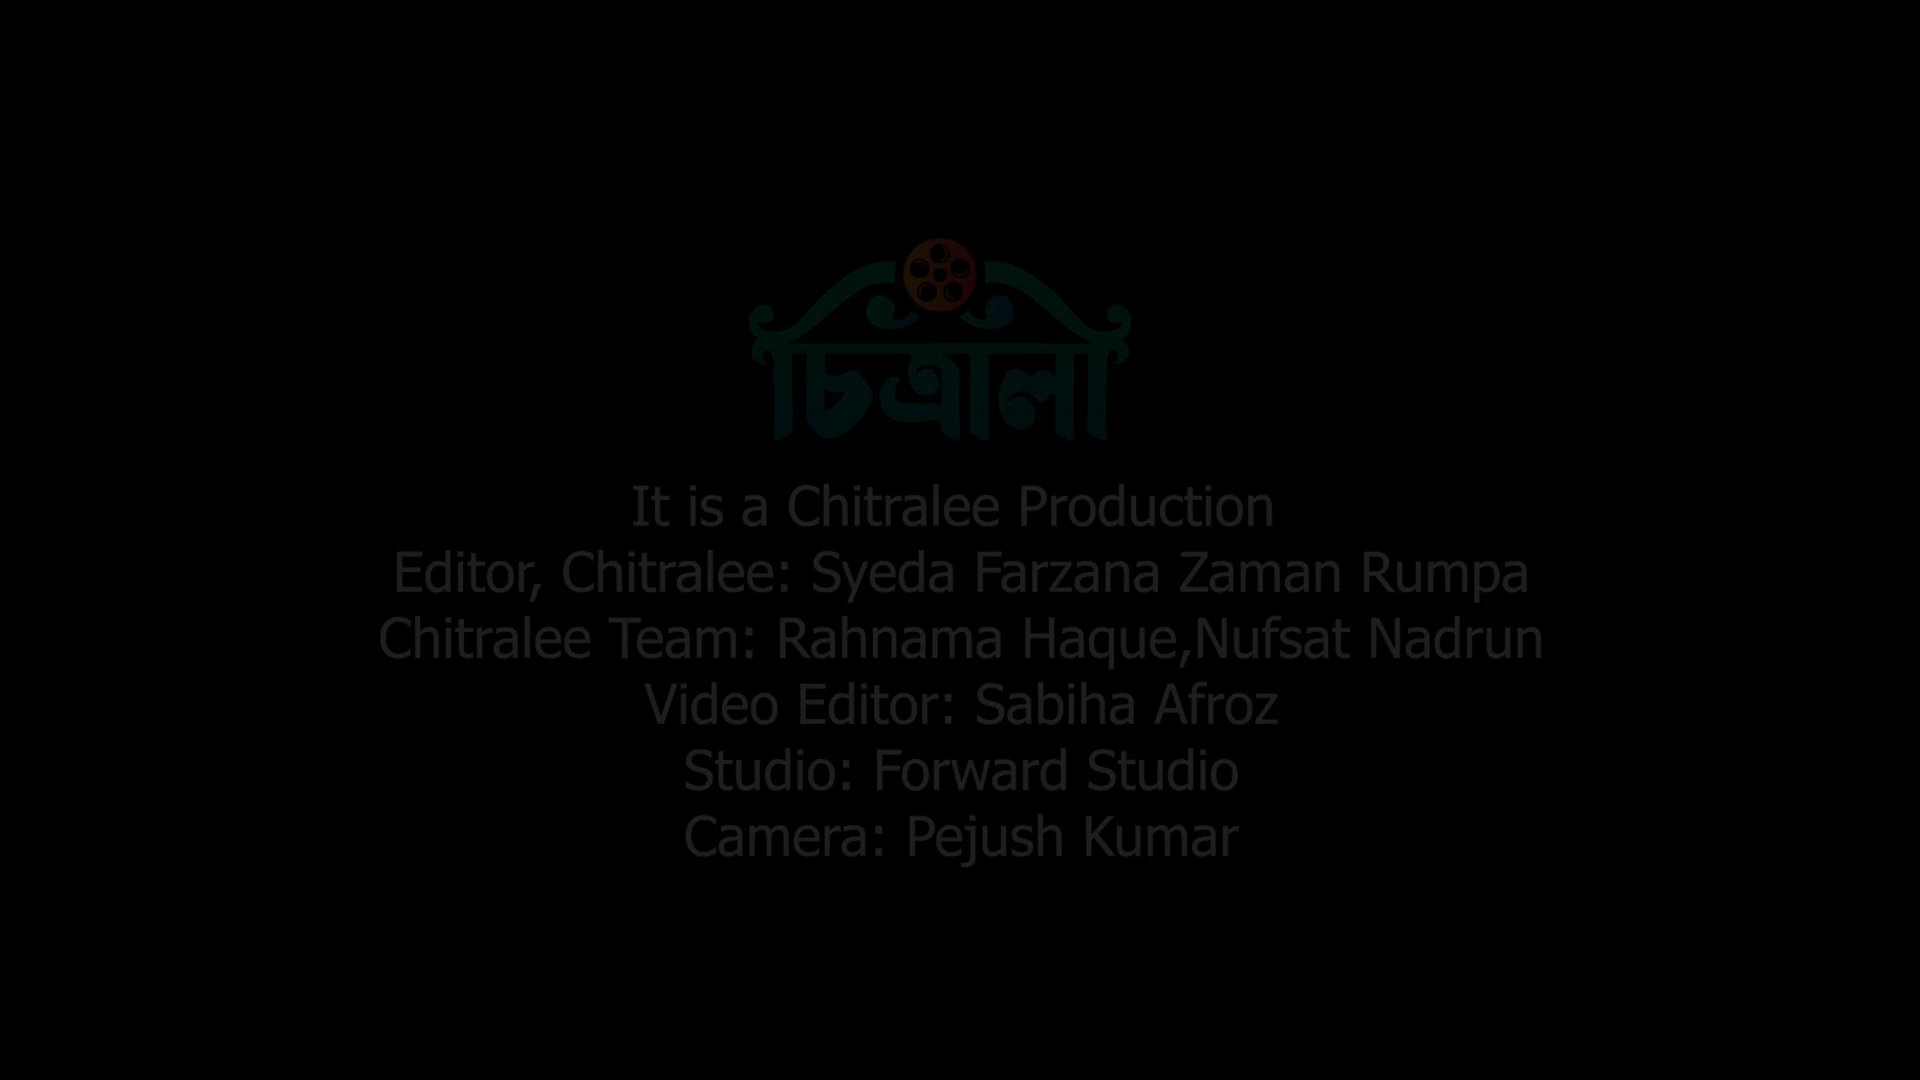 চিত্রালী
It is a Chitralee Production
Editor, Chitralee: Syeda Farzana Zaman Rumpa
Chitralee Team: Rahnama Haque,Nufsat Nadrun
Video Editor: Sabiha Afroz
Studio: Forward Studio
Camera: Pejush Kumar